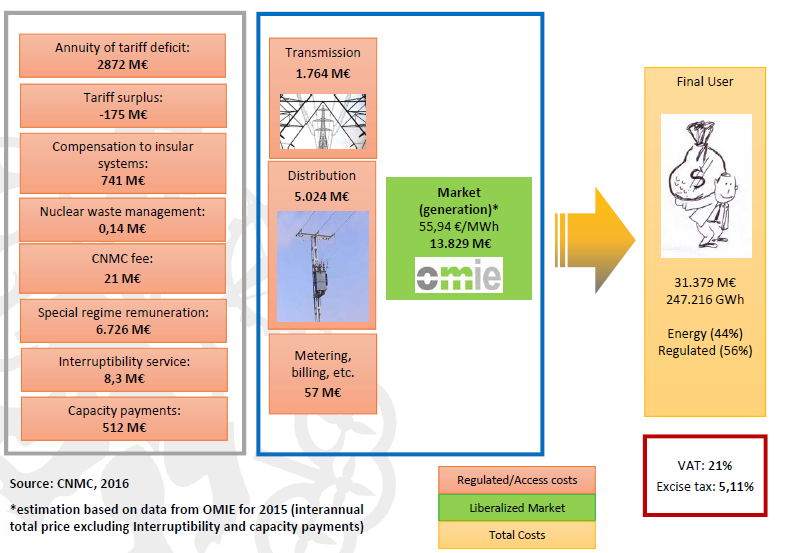 Annuity of tariff deficit:
2872 M€
Tariff surplus:
-175 M€
Compensation to insular
systems:
741 M€
Nuclear waste management:
0,14 M€
CNMC fee:
21 M€
Special regime remuneration:
6.726 M€
Interruptibility service:
8,3 M€
Capacity payments:
512 M€
Transmission
1.764 M€
Distribution
5.024 M€
Metering,
billing, etc.
57 M€
Market
(generation)*
55,94 €/MWh
13.829 M€
omie
Final User
$
31.379 M€
247.216 GWh
Energy (44%)
Regulated (56%)
VAT: 21%
Excise tax: 5,11%
Regulated/Access costs
Liberalized Market
Total Costs
Source: CNMC, 2016
*estimation based on data from OMIE for 2015 (interannual
total price excluding Interruptibility and capacity payments)